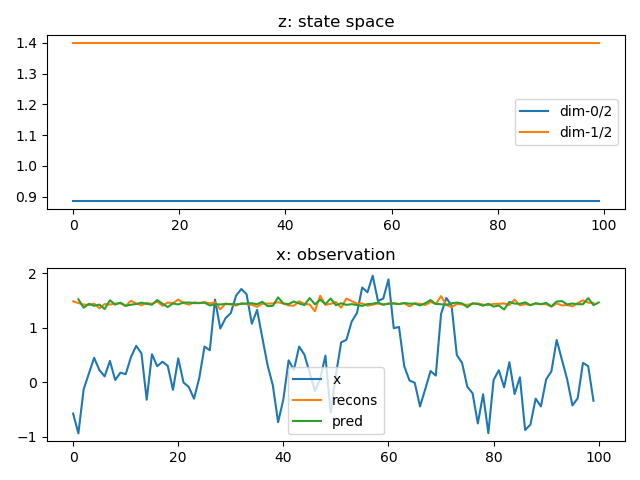 z: state space
1.4
1.3
1.2
1.1
1.0
0.9
dim-0/2
dim-1/2
0 20 40 60 80 100
x: observation
2
1
0
−1
x
recons
pred
0 20 40 60 80 100